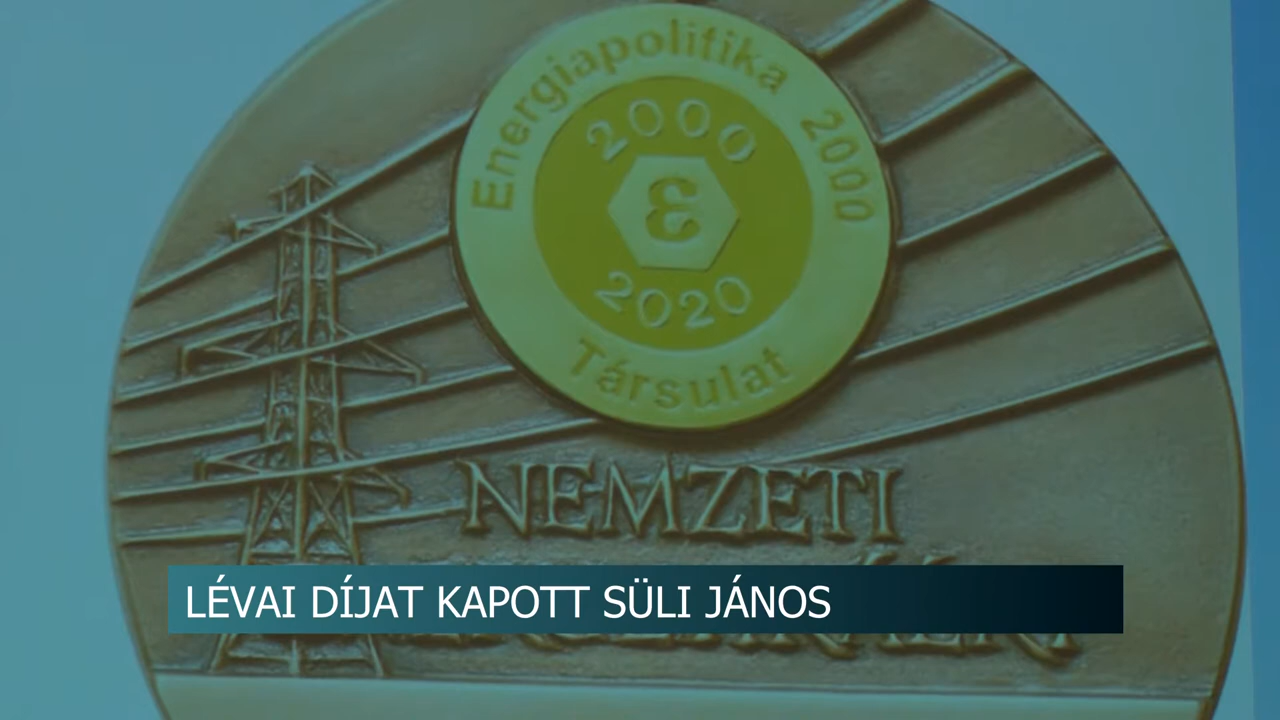 Energiapolitika 2000
2000
ε
2020
Társulat
NEMZETI
LÉVAI DÍJAT KAPOTT SÜLI JÁNOS